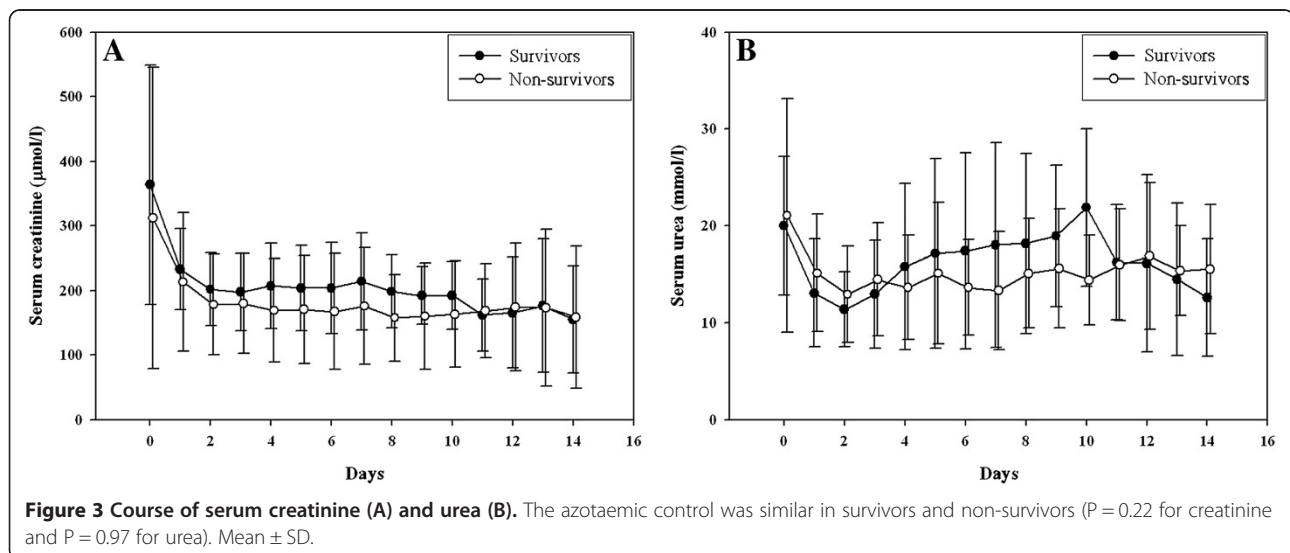 A
Survivors
Non-survivors
600
500
400
300
200
100
0
Serum creatinine (µmol/l)
0 2 4 6 8 10 12 14 16
Days
B
Survivors
Non-survivors
40
30
20
10
0
Serum urea (mmol/l)
0 2 4 6 8 10 12 14 16
Days
Figure 3 Course of serum creatinine (A) and urea (B). The azotaemic control was similar in survivors and non-survivors (P = 0.22 for creatinine
and P = 0.97 for urea). Mean ± SD.